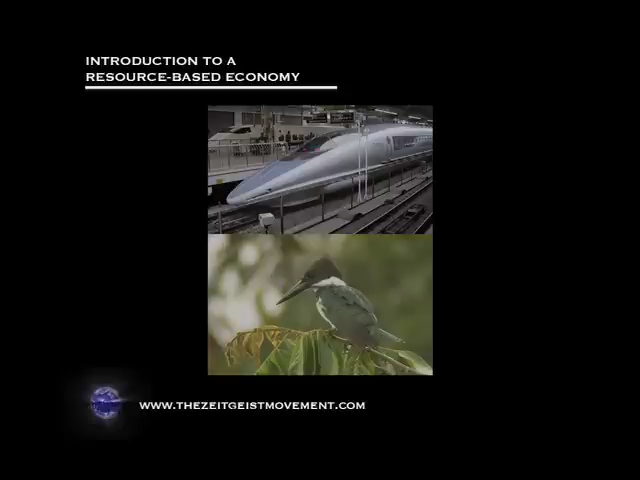 INTRODUCTION TO A
RESOURCE-BASED ECONOMY
WWW.THEZEITGEISTMOVEMENT.COM